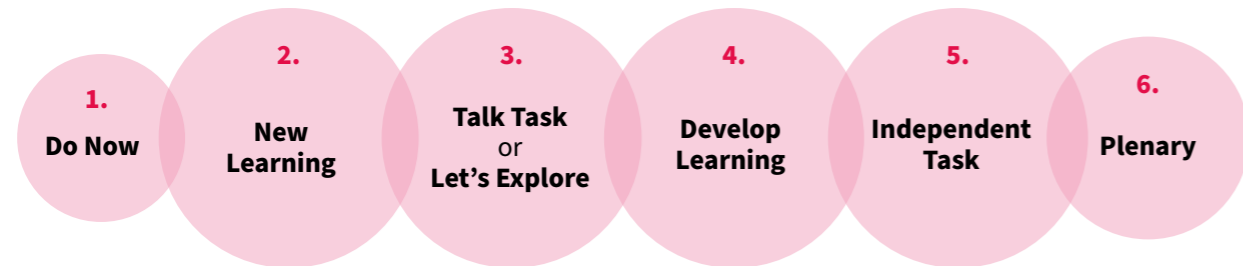 1.
Do Now
2.
New
Learning
3.
Talk Task
or
Let’s Explore
4.
Develop
Learning
5.
Independent
Task
6.
Plenary